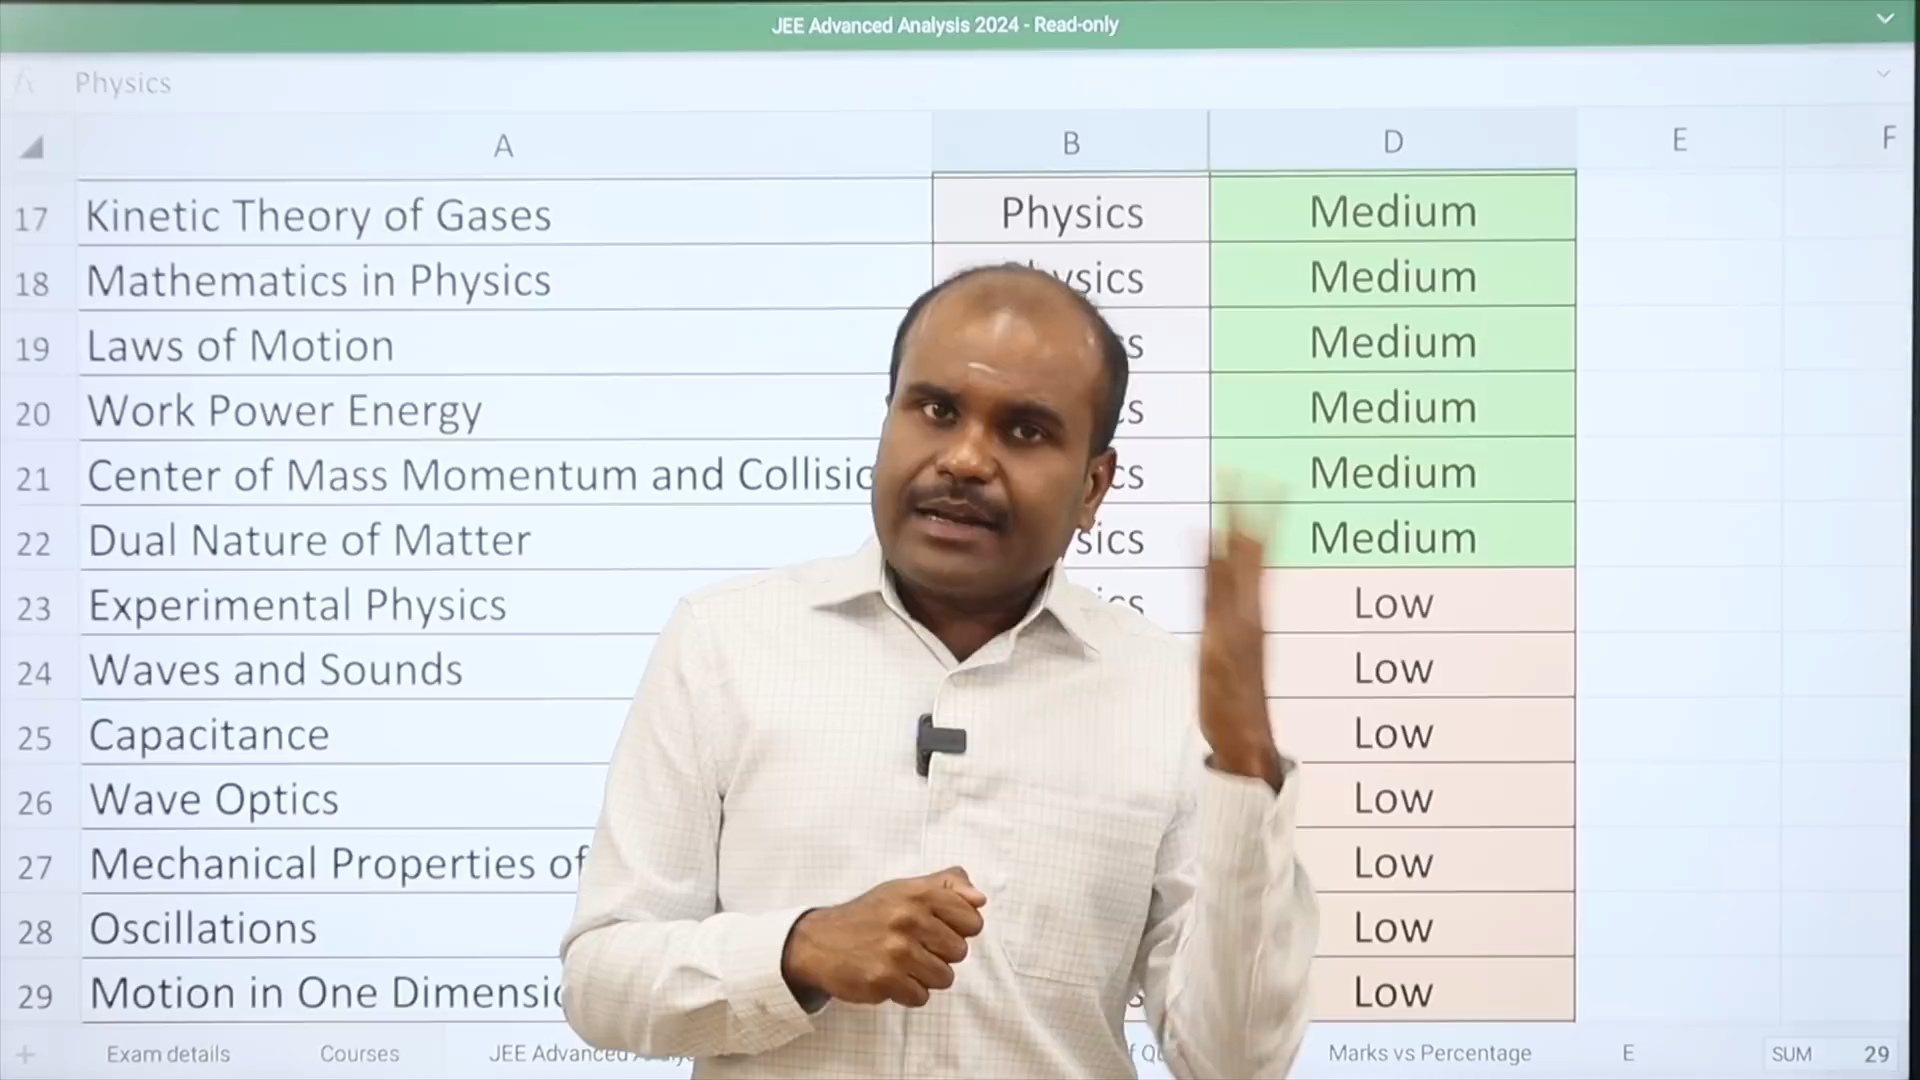 JEE Advanced Analysis 2024 - Read-only
fx Physics
A B D E F
17 Kinetic Theory of Gases Physics Medium
18 Mathematics in Physics Medium
19 Laws of Motion Medium
20 Work Power Energy Medium
21 Center of Mass Momentum and Medium
22 Dual Nature of Matter Medium
23 Experimental Physics Low
24 Waves and Sounds Low
25 Capacitance Low
26 Wave Optics Low
27 Mechanical Properties of Low
28 Oscillations Low
29 Motion in One Low
+ Exam details Courses JEE Advanced Marks vs Percentage E SUM 29